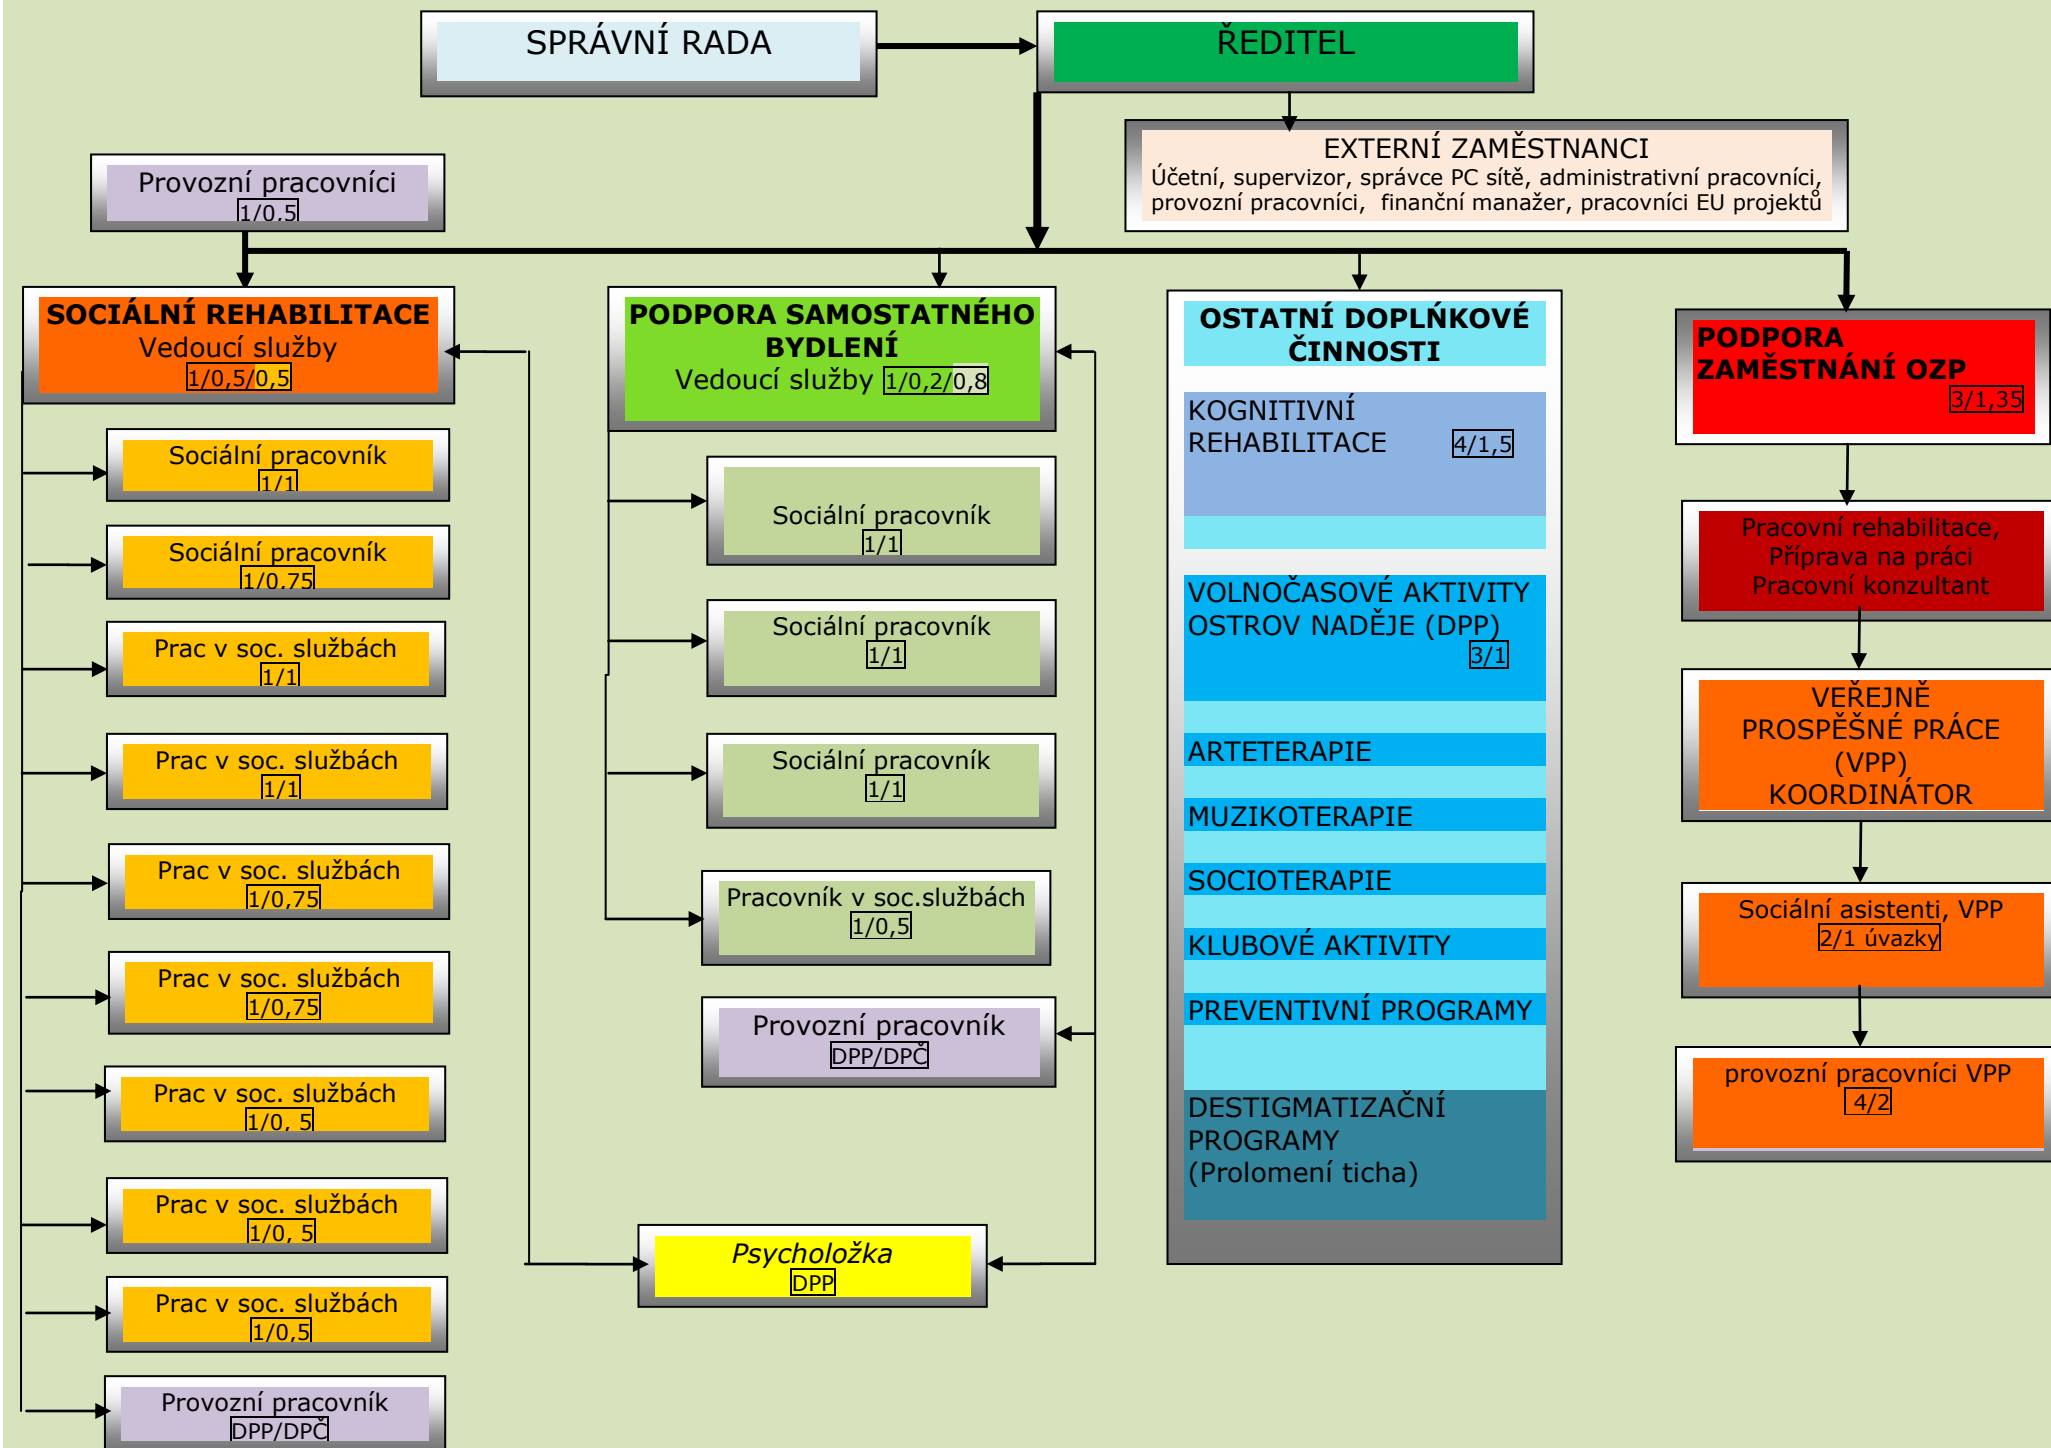 SPRÁVNÍ RADA
ŘEDITEL
EXTERNÍ ZAMĚSTNANCI
Účetní, supervizor, správce PC sítě, administrativní pracovníci,
provozní pracovníci, finanční manažer, pracovníci EU projektů
Provozní pracovníci
1/0,5
SOCIÁLNÍ REHABILITACE
Vedoucí služby
1/0,5/0,5
Sociální pracovník
1/1
Sociální pracovník
1/0,75
Prac v soc. službách
1/1
Prac v soc. službách
1/1
Prac v soc. službách
1/0,75
Prac v soc. službách
1/0,75
Prac v soc. službách
1/0, 5
Prac v soc. službách
1/0, 5
Prac v soc. službách
1/0,5
Provozní pracovník
DPP/DPČ
PODPORA SAMOSTATNÉHO
BYDLENÍ
Vedoucí služby 1/0,2/0,8
Sociální pracovník
1/1
Sociální pracovník
1/1
Sociální pracovník
1/1
Pracovník v soc.službách
1/0,5
Provozní pracovník
DPP/DPČ
Psycholožka
DPP
OSTATNÍ DOPLŃKOVÉ
ČINNOSTI
KOGNITIVNÍ
REHABILITACE 4/1,5
VOLNOČASOVÉ AKTIVITY
OSTROV NADĚJE (DPP)
3/1
ARTETERAPIE
MUZIKOTERAPIE
SOCIOTERAPIE
KLUBOVÉ AKTIVITY
PREVENTIVNÍ PROGRAMY
DESTIGMATIZAČNÍ
PROGRAMY
(Prolomení ticha)
PODPORA
ZAMĚSTNÁNÍ OZP
3/1,35
Pracovní rehabilitace,
Příprava na práci
Pracovní konzultant
VEŘEJNĚ
PROSPĚŠNÉ PRÁCE
(VPP)
KOORDINÁTOR
Sociální asistenti, VPP
2/1 úvazky
provozní pracovníci VPP
4/2